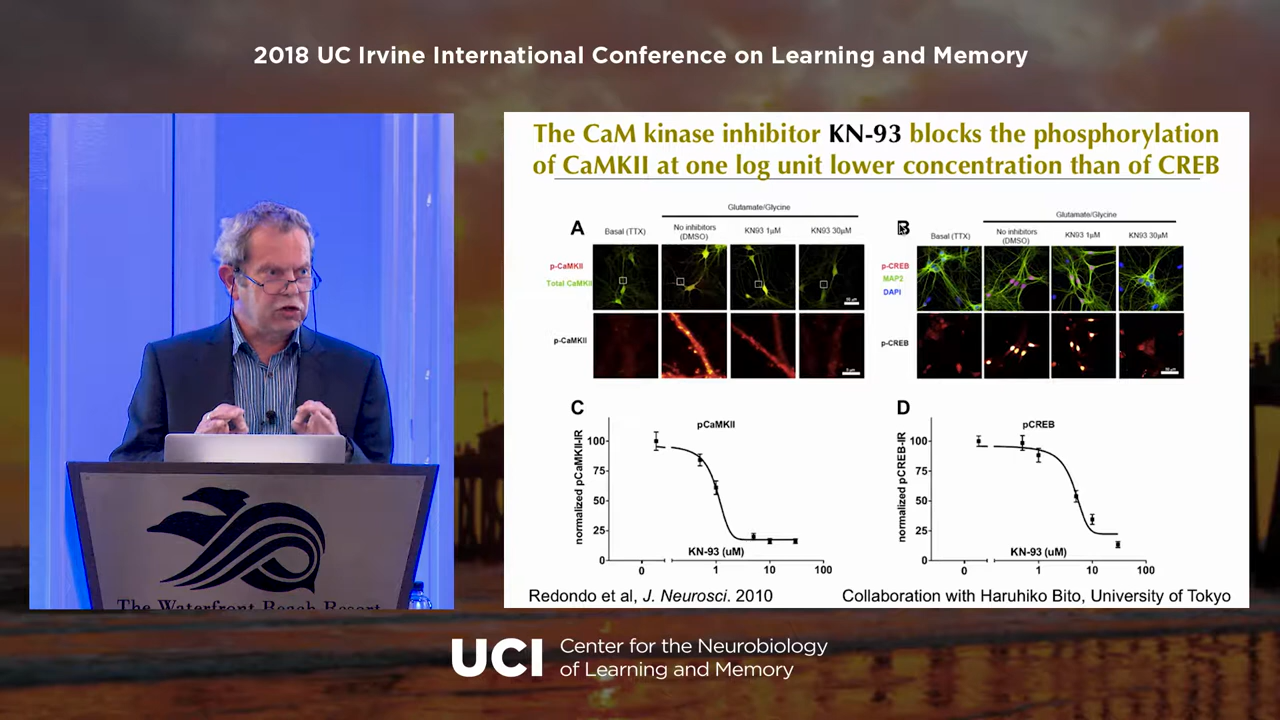 2018 UC Irvine International Conference on Learning and Memory
The CaM kinase inhibitor KN-93 blocks the phosphorylation
of CaMKII at one log unit lower concentration than of CREB
A
Glutamate/Glycine
Basal (TTX)
No inhibitors
(DMSO)
KN93 1µM
KN93 30µM
p-CaMKII
Total CaMKII
p-CaMKII
B
Glutamate/Glycine
Basal (TTX)
No inhibitors
(DMSO)
KN93 1µM
KN93 30µM
p-CREB
MAP2
DAPI
p-CREB
C
pCaMKII
normalized pCaMKII-IR
100
75
50
25
0
KN-93 (uM)
0 1 10 100
D
pCREB
normalized pCREB-IR
100
75
50
25
0
KN-93 (uM)
0 1 10 100
Redondo et al, J. Neurosci. 2010
Collaboration with Haruhiko Bito, University of Tokyo
The Waterfront Beach Resort
UCI
Center for the Neurobiology
of Learning and Memory